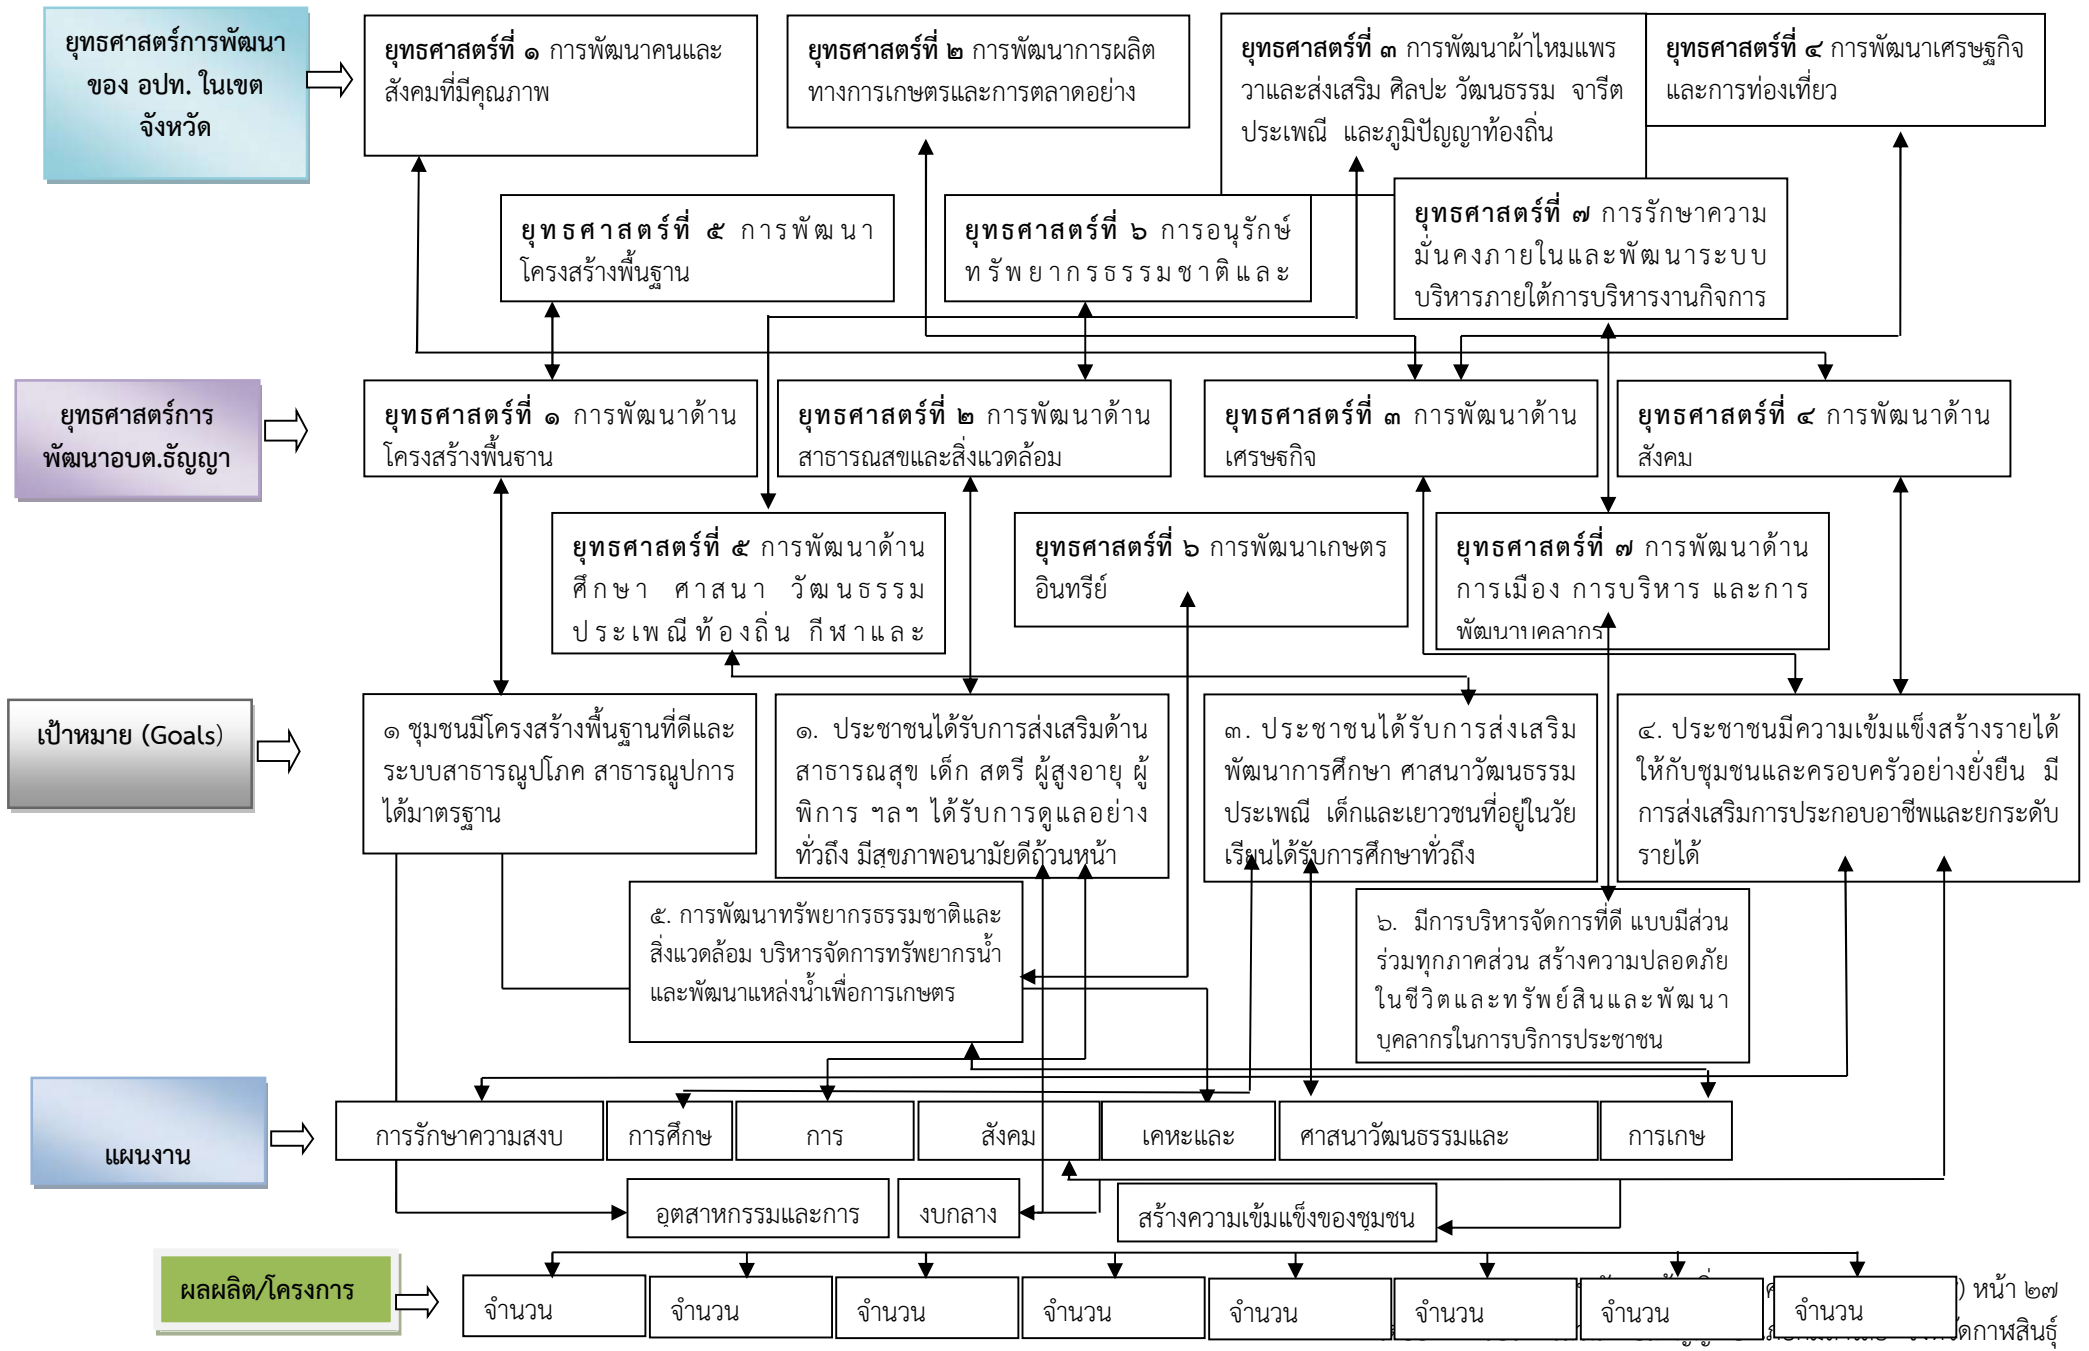 ยุทธศาสตร์การพัฒนา
ของ อปท. ในเขต
จังหวัด
ยุทธศาสตร์ที่ ๑ การพัฒนาคนและ
สังคมที่มีคุณภาพ
ยุทธศาสตร์ที่ ๒ การพัฒนาการผลิต
ทางการเกษตรและการตลาดอย่าง
ยุทธศาสตร์ที่ ๓ การพัฒนาผ้าไหมแพร
วาและส่งเสริม ศิลปะ วัฒนธรรม จารีต
ประเพณี และภูมิปัญญาท้องถิ่น
ยุทธศาสตร์ที่ ๔ การพัฒนาเศรษฐกิจ
และการท่องเที่ยว
ยุทธศาสตร์ที่ ๕ การพัฒนา
โครงสร้างพื้นฐาน
ยุทธศาสตร์ที่ ๖ การอนุรักษ์
ทรัพยากรธรรมชาติและ
ยุทธศาสตร์ที่ ๗ การรักษาความ
มั่นคงภายในและพัฒนาระบบ
บริหารภายใต้การบริหารงานกิจการ
ยุทธศาสตร์การ
พัฒนาอบต.ธัญญา
ยุทธศาสตร์ที่ ๑ การพัฒนาด้าน
โครงสร้างพื้นฐาน
ยุทธศาสตร์ที่ ๒ การพัฒนาด้าน
สาธารณสุขและสิ่งแวดล้อม
ยุทธศาสตร์ที่ ๓ การพัฒนาด้าน
เศรษฐกิจ
ยุทธศาสตร์ที่ ๔ การพัฒนาด้าน
สังคม
ยุทธศาสตร์ที่ ๕ การพัฒนาด้าน
ศึกษา ศาสนา วัฒนธรรม
ประเพณีท้องถิ่น กีฬาและ
ยุทธศาสตร์ที่ ๖ การพัฒนาเกษตร
อินทรีย์
ยุทธศาสตร์ที่ ๗ การพัฒนาด้าน
การเมือง การบริหาร และการ
พัฒนาบุคลากร
เป้าหมาย (Goals)
๑ ชุมชนมีโครงสร้างพื้นฐานที่ดีและ
ระบบสาธารณูปโภค สาธารณูปการ
ได้มาตรฐาน
๑. ประชาชนได้รับการส่งเสริมด้าน
สาธารณสุข เด็ก สตรี ผู้สูงอายุ ผู้
พิการ ฯลฯ ได้รับการดูแลอย่าง
ทั่วถึง มีสุขภาพอนามัยดีถ้วนหน้า
๓. ประชาชนได้รับการส่งเสริม
พัฒนาการศึกษา ศาสนาวัฒนธรรม
ประเพณี เด็กและเยาวชนที่อยู่ในวัย
เรียนได้รับการศึกษาทั่วถึง
๔. ประชาชนมีความเข้มแข็งสร้างรายได้
ให้กับชุมชนและครอบครัวอย่างยั่งยืน มี
การส่งเสริมการประกอบอาชีพและยกระดับ
รายได้
๕. การพัฒนาทรัพยากรธรรมชาติและ
สิ่งแวดล้อม บริหารจัดการทรัพยากรน้ำ
และพัฒนาแหล่งน้ำเพื่อการเกษตร
๖. มีการบริหารจัดการที่ดี แบบมีส่วน
ร่วมทุกภาคส่วน สร้างความปลอดภัย
ในชีวิตและทรัพย์สินและพัฒนา
บุคลากรในการบริการประชาชน
แผนงาน
การรักษาความสงบ
การศึกษ
การ
สังคม
เคหะและ
ศาสนาวัฒนธรรมและ
การเกษ
อุตสาหกรรมและการ
งบกลาง
สร้างความเข้มแข็งของชุมชน
ผลผลิต/โครงการ
จำนวน
จำนวน
จำนวน
จำนวน
จำนวน
จำนวน
จำนวน
จำนวน
) หน้า ๒๗
กาฬสินธุ์